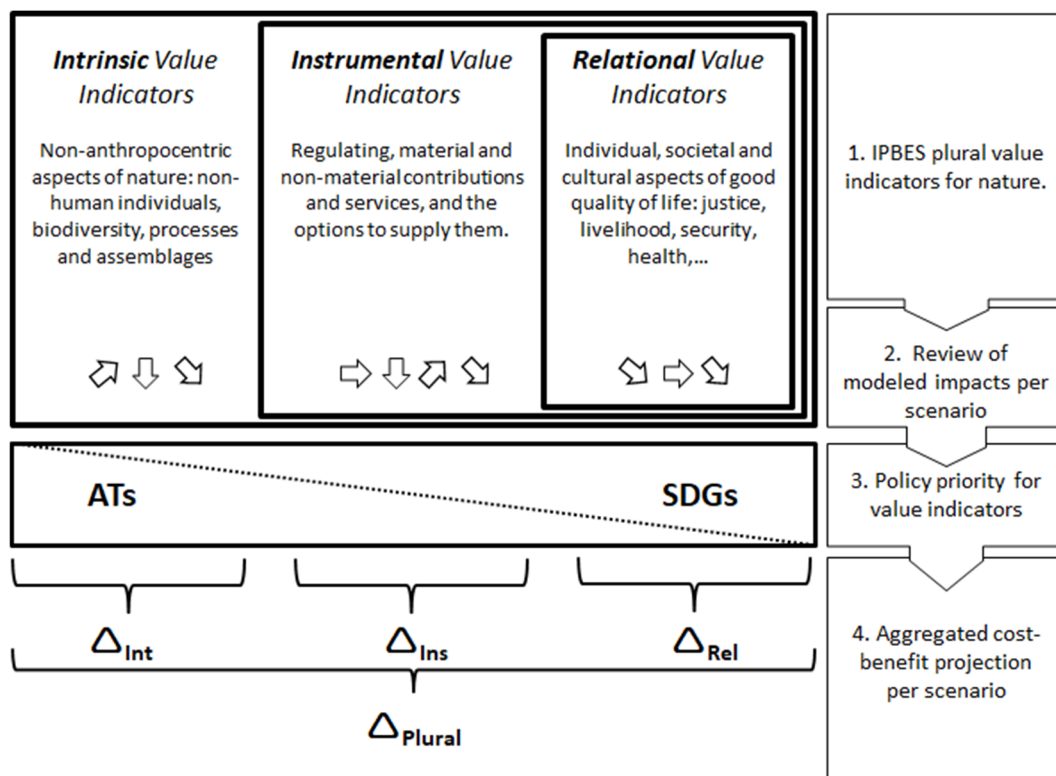 Intrinsic Value
Indicators
Non-anthropocentric
aspects of nature: non-
human individuals,
biodiversity, processes
and assemblages
Instrumental Value
Indicators
Regulating, material and
non-material contributions
and services, and the
options to supply them.
Relational Value
Indicators
Individual, societal and
cultural aspects of good
quality of life: justice,
livelihood, security,
health,...
1. IPBES plural value
indicators for nature.
2. Review of
modeled impacts per
scenario
ATs
SDGs
3. Policy priority for
value indicators
△Int
△Ins
△Rel
△Plural
4. Aggregated cost-
benefit projection
per scenario